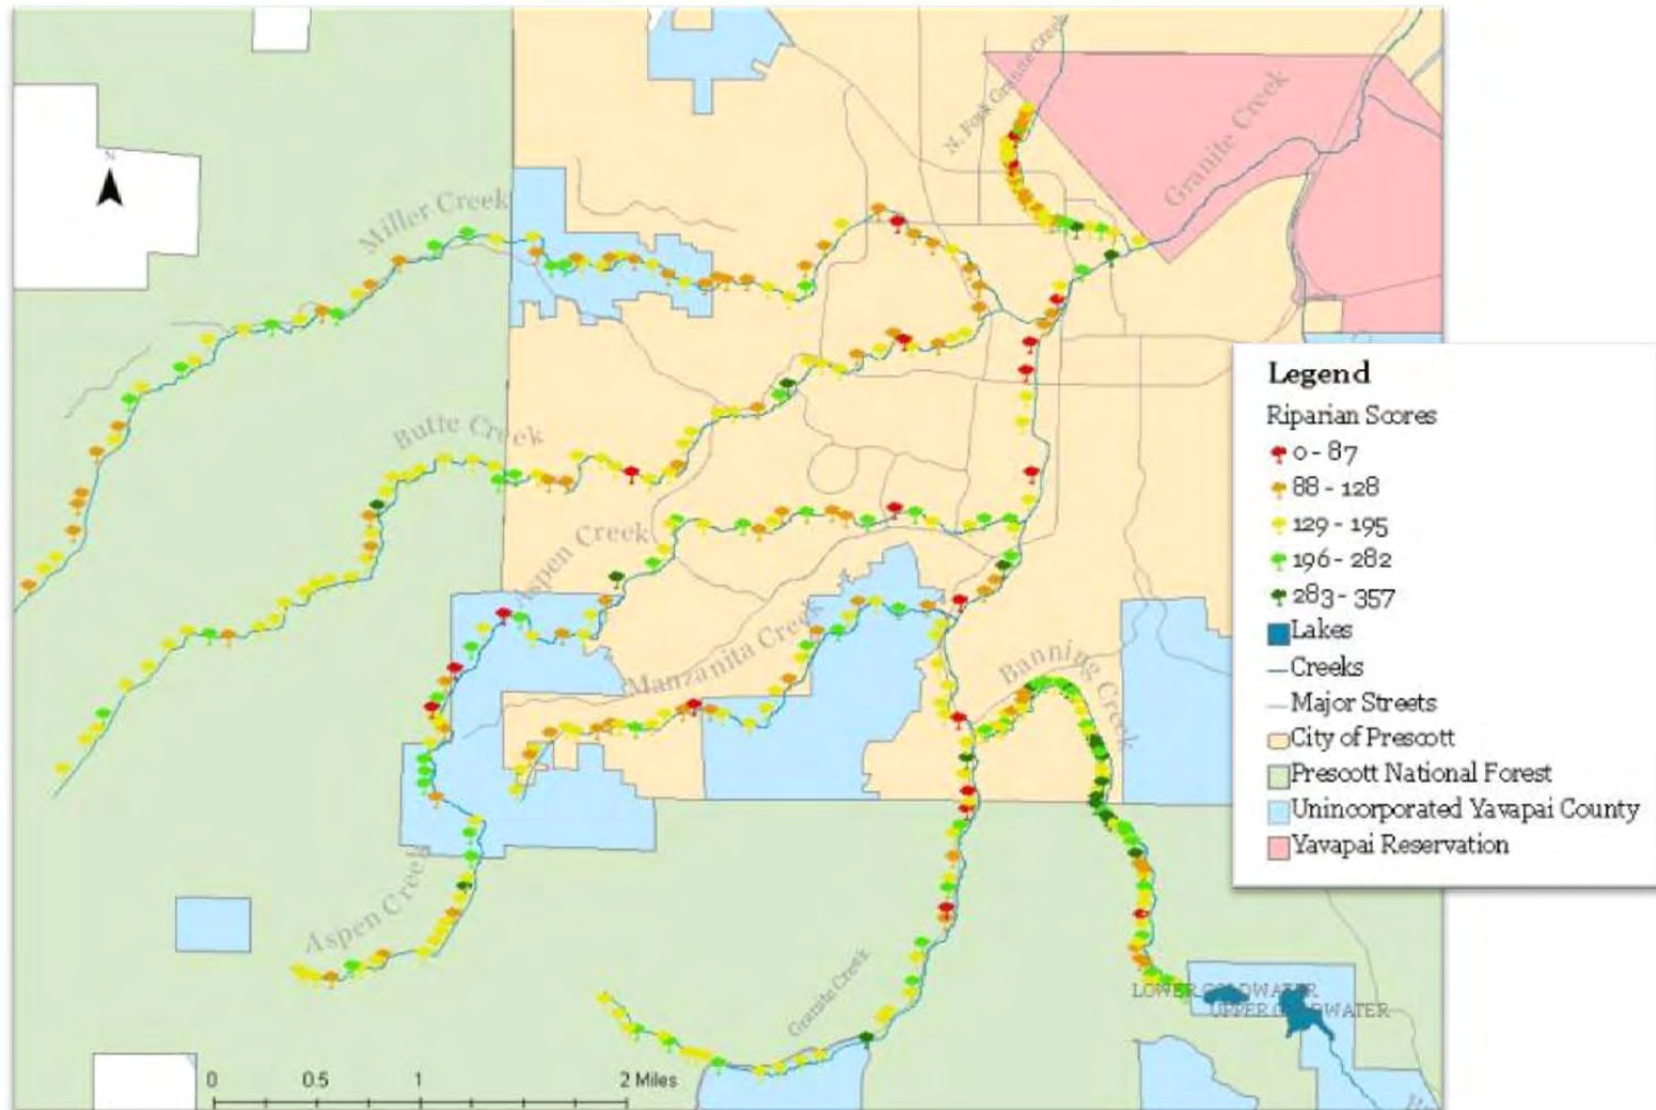 N. Fork Granite Creek
Granite Creek
N
Miller Creek
Butte Creek
Aspen Creek
Manzanita Creek
Banning Creek
Aspen Creek
Granite Creek
LOWER GOLDWATER
UPPER GOLDWATER
0 0.5 1 2 Miles
Legend
Riparian Scores
0 - 87
88 - 128
129 - 195
196 - 282
283 - 357
Lakes
Creeks
Major Streets
City of Prescott
Prescott National Forest
Unincorporated Yavapai County
Yavapai Reservation